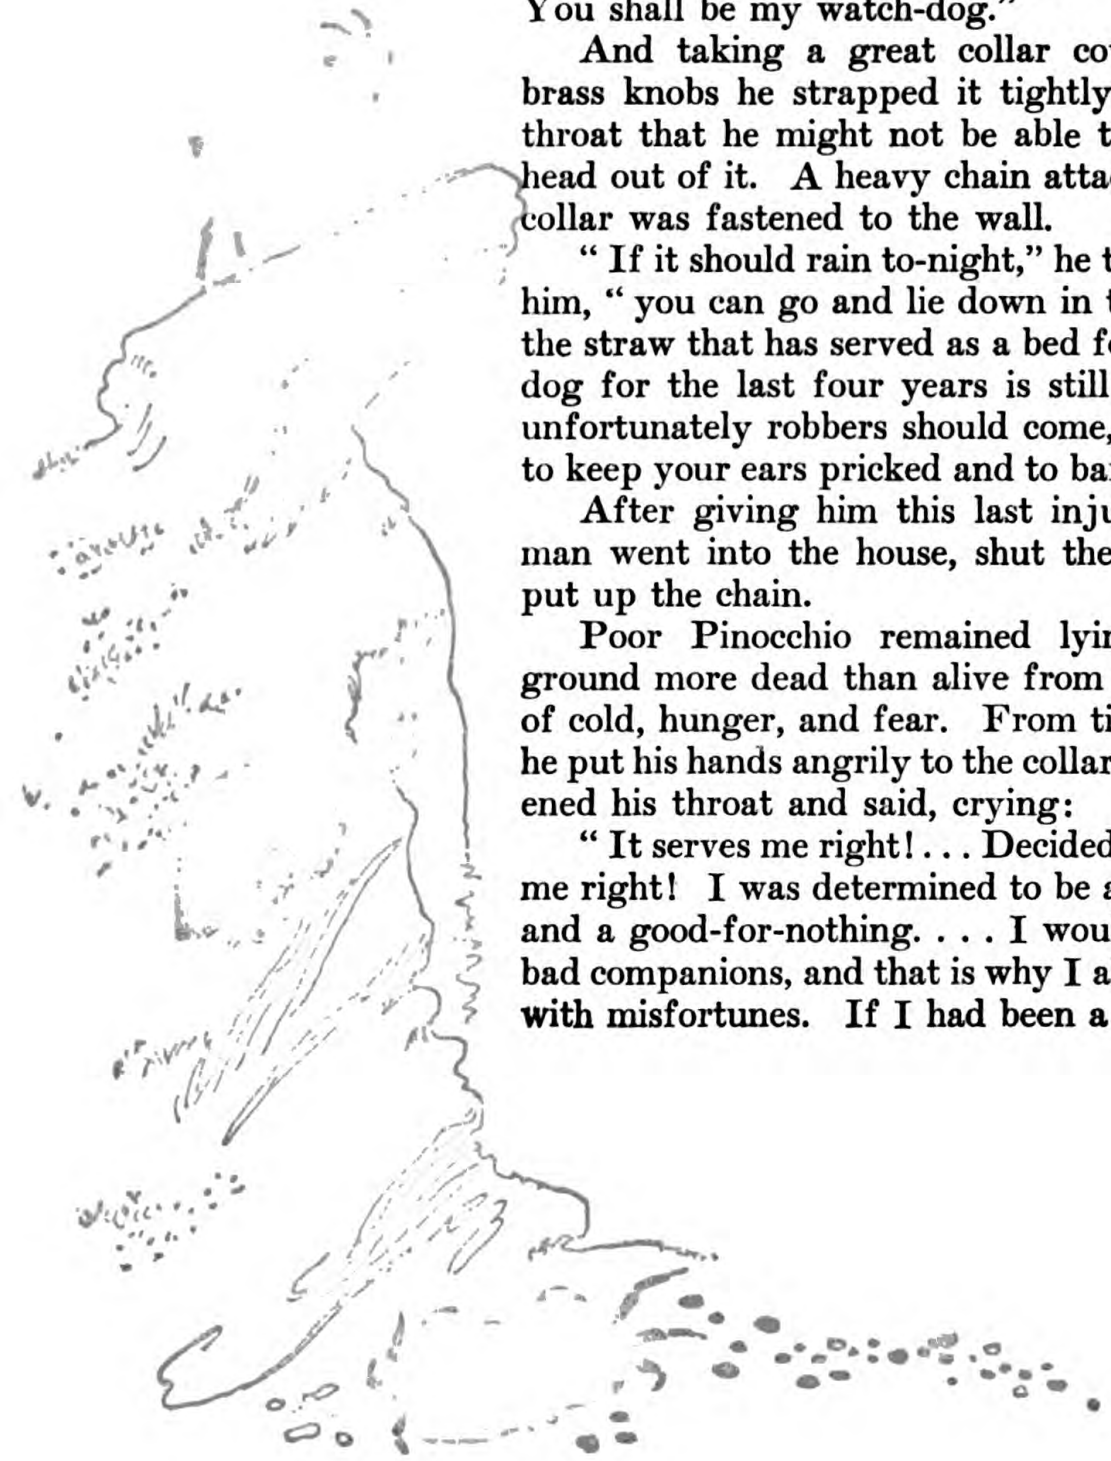 You shall be my watch-dog."
And taking a great collar
brass knobs he strapped it tightly
throat that he might not be able
head out of it. A heavy chain
collar was fastened to the wall.
“ If it should rain to-night,” he
him, “ you can go and lie down in
the straw that has served as a bed
dog for the last four years is still
unfortunately robbers should come,
to keep your ears pricked and to
After giving him this last
man went into the house, shut the
put up the chain.
Poor Pinocchio remained
ground more dead than alive from
of cold, hunger, and fear. From
he put his hands angrily to the collar
ened his throat and said, crying:
“ It serves me right!... Decided
me right! I was determined to be a
and a good-for-nothing. . . . I
bad companions, and that is why I
with misfortunes. If I had been a